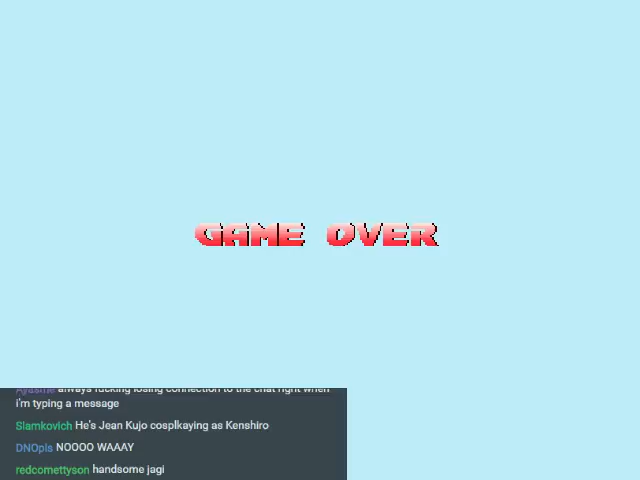 GAME OVER
Ayasme always fucking losing connection to the chat right when
i'm typing a message
Slamkovich He's Jean Kujo cosplkaying as Kenshiro
DNOpls NOOOO WAAAY
redcomettyson handsome jagi